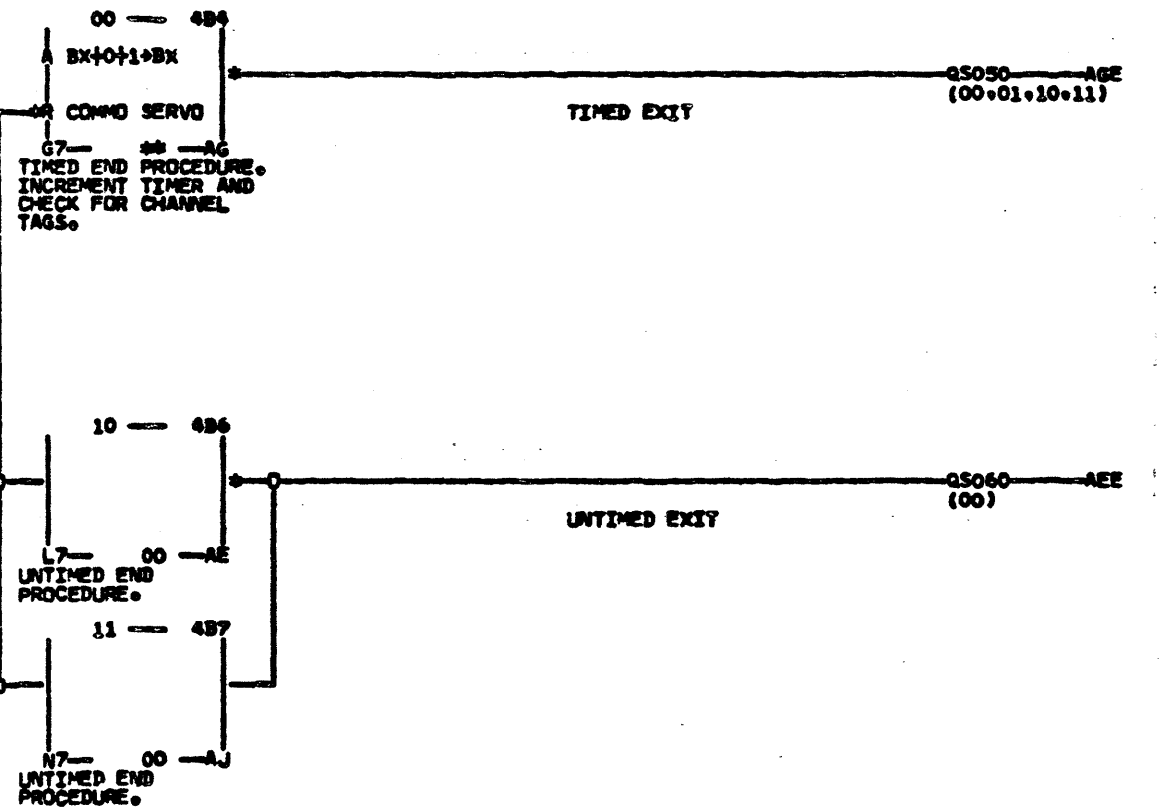 00 — 4B4
A BX+0+1→BX
* QS050 AGE
(00,01,10,11)
R COMMO SERVO
TIMED EXIT
G7— ** —AG
TIMED END PROCEDURE.
INCREMENT TIMER AND
CHECK FOR CHANNEL
TAGS.
10 — 4B6
* QS060 AEE
(00)
UNTIMED EXIT
L7— 00 —AE
UNTIMED END
PROCEDURE.
11 — 4B7
N7— 00 —AJ
UNTIMED END
PROCEDURE.